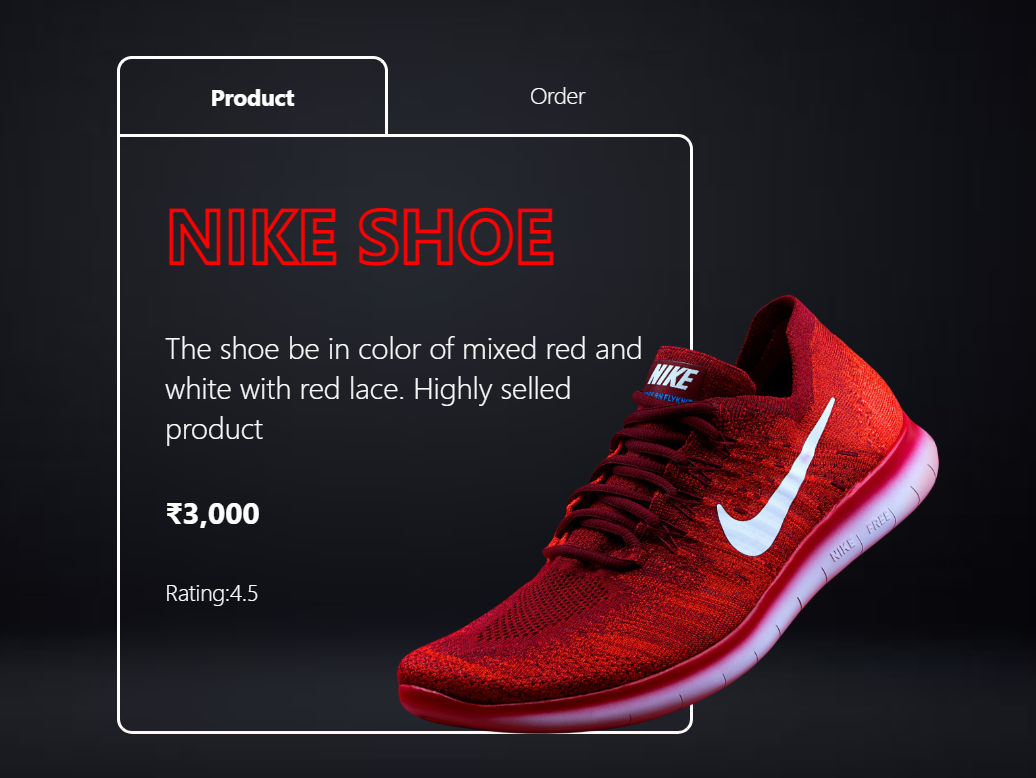 Product
Order
NIKE SHOE
The shoe be in color of mixed red and
white with red lace. Highly selled
product
₹3,000
Rating:4.5
NIKE
FLYKNIT
NIKE FREE